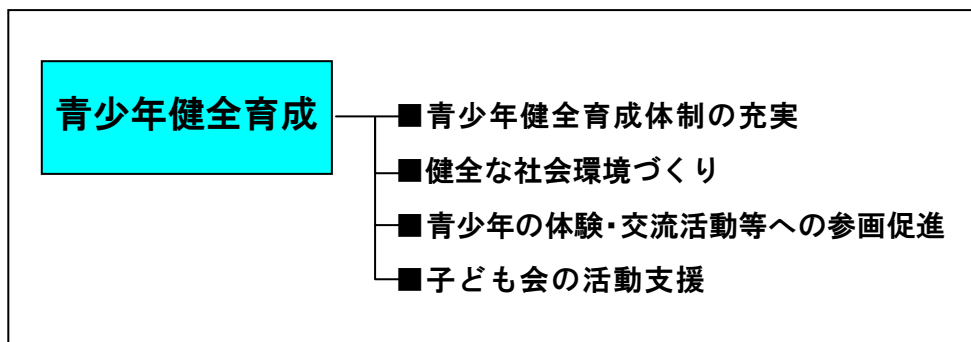 青少年健全育成
■青少年健全育成体制の充実
■健全な社会環境づくり
■青少年の体験・交流活動等への参画促進
■子ども会の活動支援